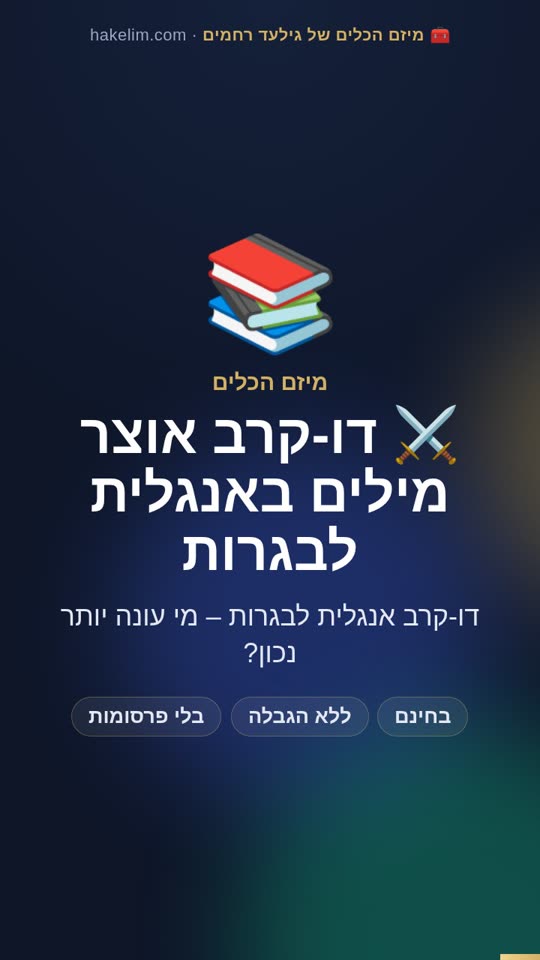 🧰 מיזם הכלים של גילעד רחמים · hakelim.com
מיזם הכלים
⚔️ דו-קרב אוצר
מילים באנגלית
לבגרות
דו-קרב אנגלית לבגרות – מי עונה יותר
נכון?
בחינם
ללא הגבלה
בלי פרסומות